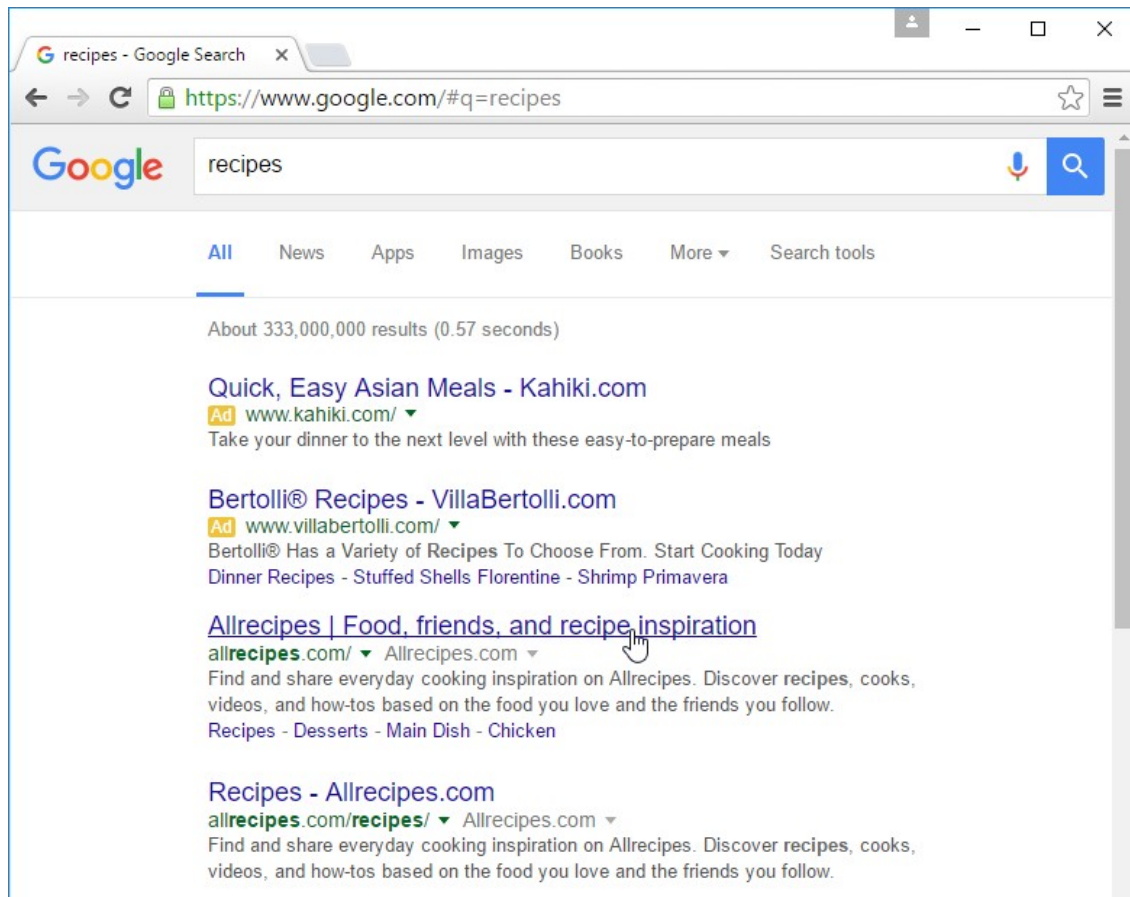 recipes - Google Search
https://www.google.com/#q=recipes
Google
recipes
All News Apps Images Books More Search tools
About 333,000,000 results (0.57 seconds)
Quick, Easy Asian Meals - Kahiki.com
Ad www.kahiki.com/
Take your dinner to the next level with these easy-to-prepare meals
Bertolli® Recipes - VillaBertolli.com
Ad www.villabertolli.com/
Bertolli® Has a Variety of Recipes To Choose From. Start Cooking Today
Dinner Recipes - Stuffed Shells Florentine - Shrimp Primavera
Allrecipes | Food, friends, and recipe inspiration
allrecipes.com/ Allrecipes.com
Find and share everyday cooking inspiration on Allrecipes. Discover recipes, cooks,
videos, and how-tos based on the food you love and the friends you follow.
Recipes - Desserts - Main Dish - Chicken
Recipes - Allrecipes.com
allrecipes.com/recipes/ Allrecipes.com
Find and share everyday cooking inspiration on Allrecipes. Discover recipes, cooks,
videos, and how-tos based on the food you love and the friends you follow.